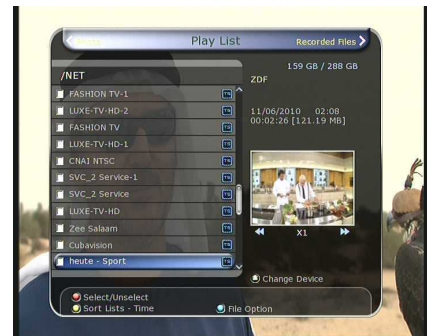 Play List
Recorded Files
159 GB / 288 GB
/NET
ZDF
FASHION TV-1
LUXE-TV-HD-2
FASHION TV
LUXE-TV-HD-1
CNAI NTSC
SVC_2 Service-1
SVC_2 Service
LUXE-TV-HD
Zee Salaam
Cubavision
heute - Sport
11/06/2010 02:08
00:02:26 [121.19 MB]
X1
Change Device
Select/Unselect
Sort Lists - Time
File Option